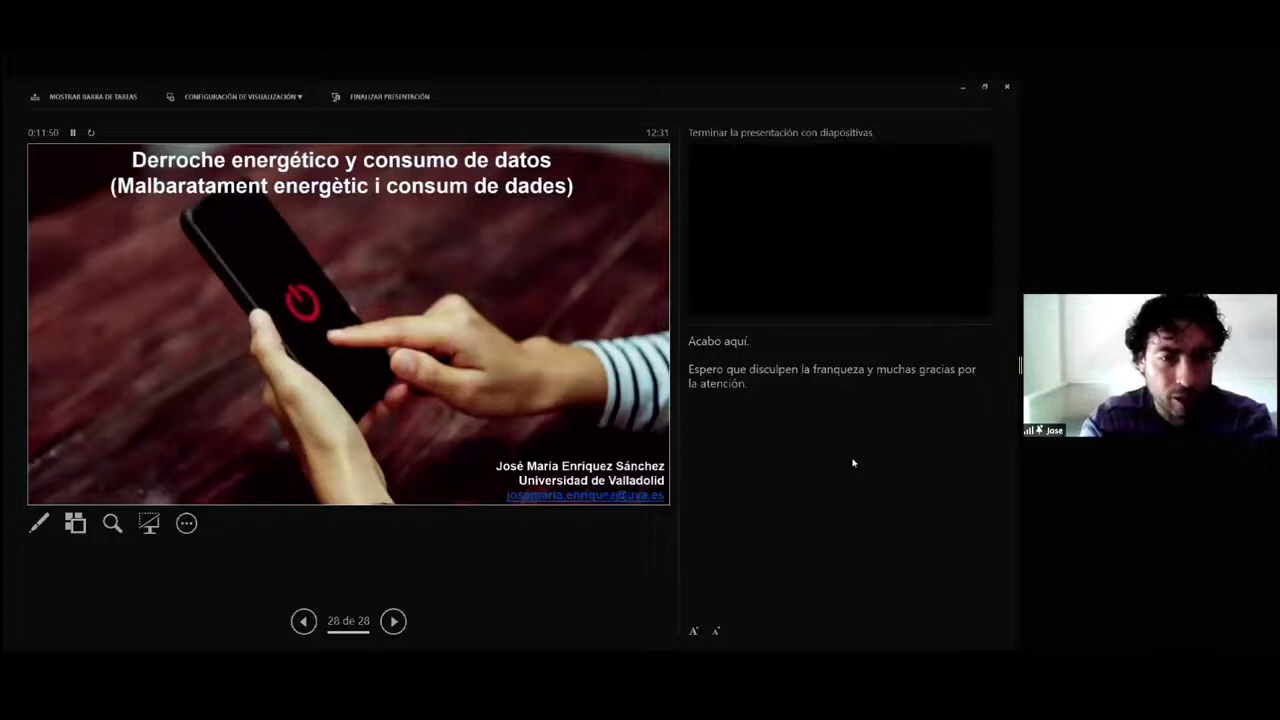 MOSTRAR BARRA DE TAREAS
CONFIGURACIÓN DE VISUALIZACIÓN ▾
FINALIZAR PRESENTACIÓN
0:11:50
12:31
Derroche energético y consumo de datos
(Malbaratament energètic i consum de dades)
José María Enríquez Sánchez
Universidad de Valladolid
josemaria.enriquez@uva.es
28 de 28
Terminar la presentación con diapositivas
Acabo aquí.
Espero que disculpen la franqueza y muchas gracias por
la atención.
A A
Jose